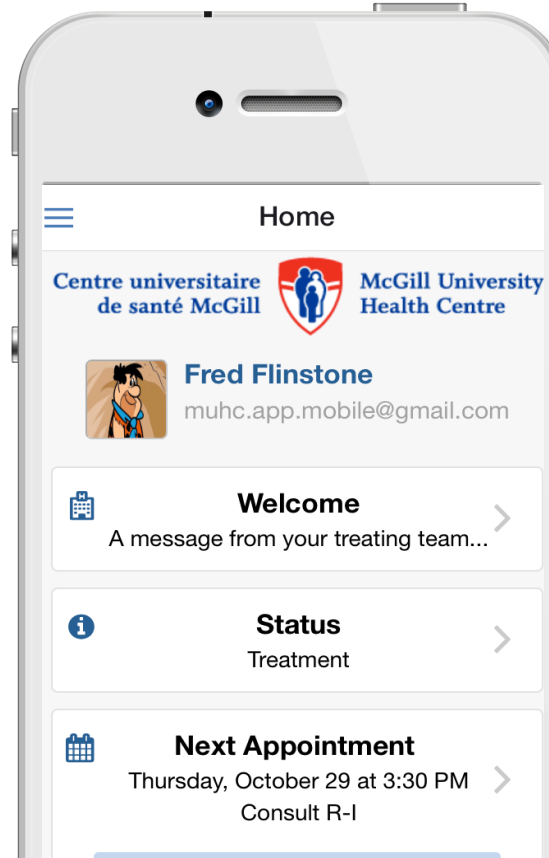 Home
Centre universitaire
de santé McGill
McGill University
Health Centre
Fred Flinstone
muhc.app.mobile@gmail.com
Welcome
A message from your treating team...
Status
Treatment
Next Appointment
Thursday, October 29 at 3:30 PM
Consult R-I